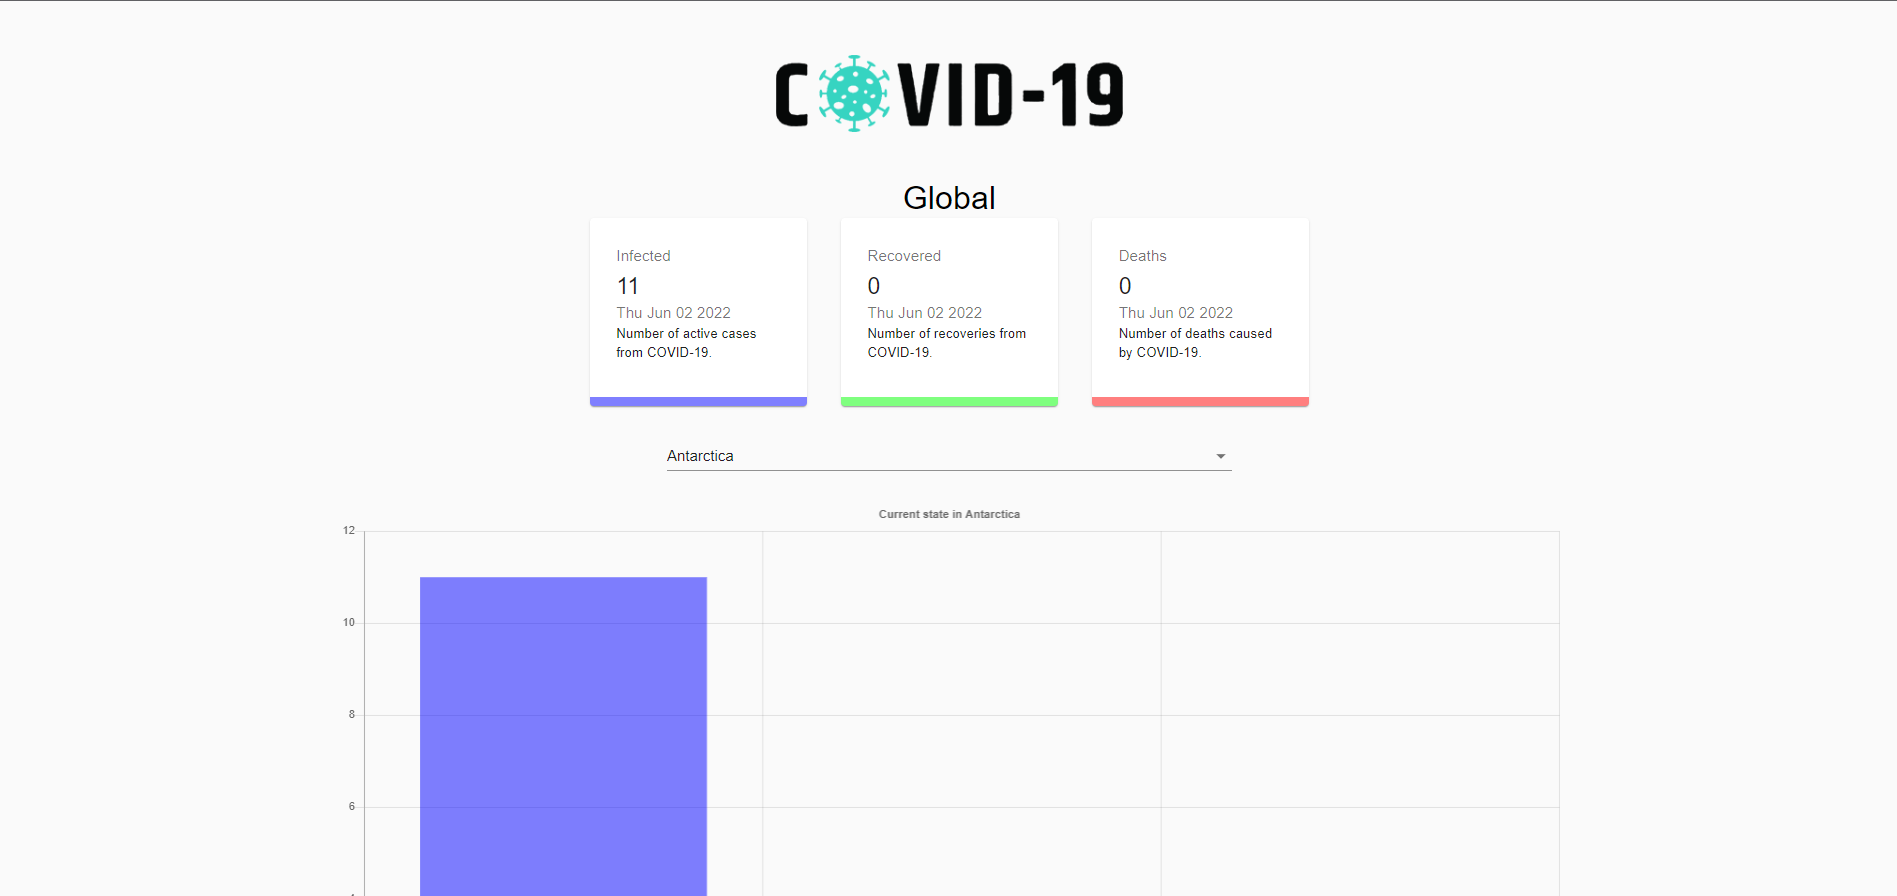 COVID-19
Global
Infected
11
Thu Jun 02 2022
Number of active cases
from COVID-19.
Recovered
0
Thu Jun 02 2022
Number of recoveries from
COVID-19.
Deaths
0
Thu Jun 02 2022
Number of deaths caused
by COVID-19.
Antarctica
Current state in Antarctica
12
10
8
6